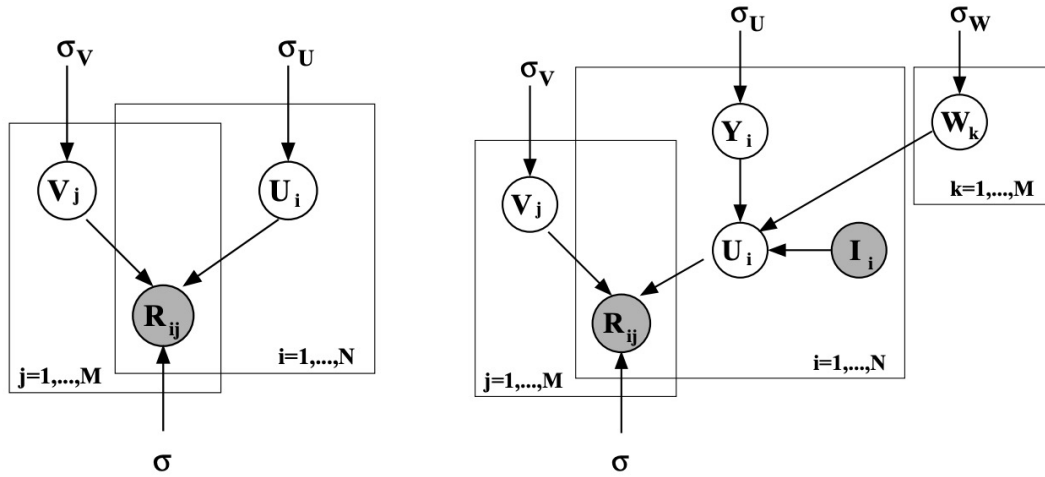 σV
σU
Vj
Ui
Rij
j=1,...,M
i=1,...,N
σ
σU
σW
σV
Yi
Wk
k=1,...,M
Vj
Ui
Ii
Rij
j=1,...,M
i=1,...,N
σ